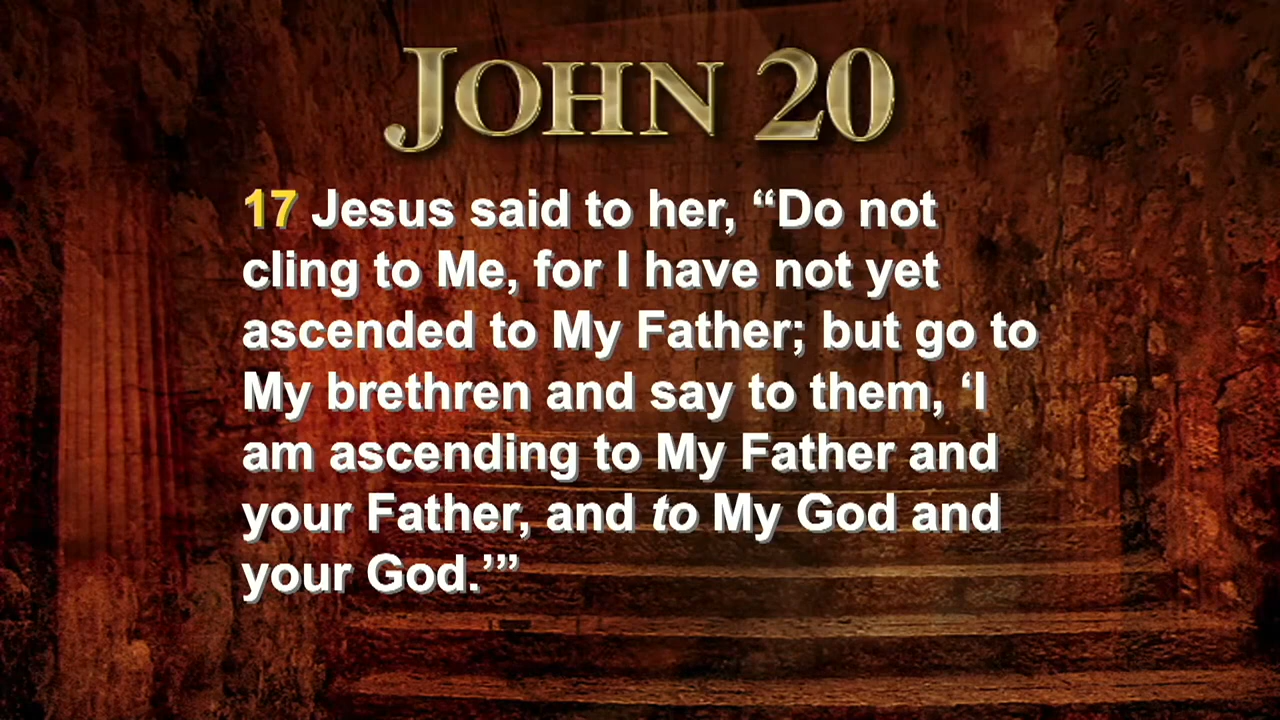 JOHN 20
17 Jesus said to her, “Do not
cling to Me, for I have not yet
ascended to My Father; but go to
My brethren and say to them, ‘I
am ascending to My Father and
your Father, and to My God and
your God.’”